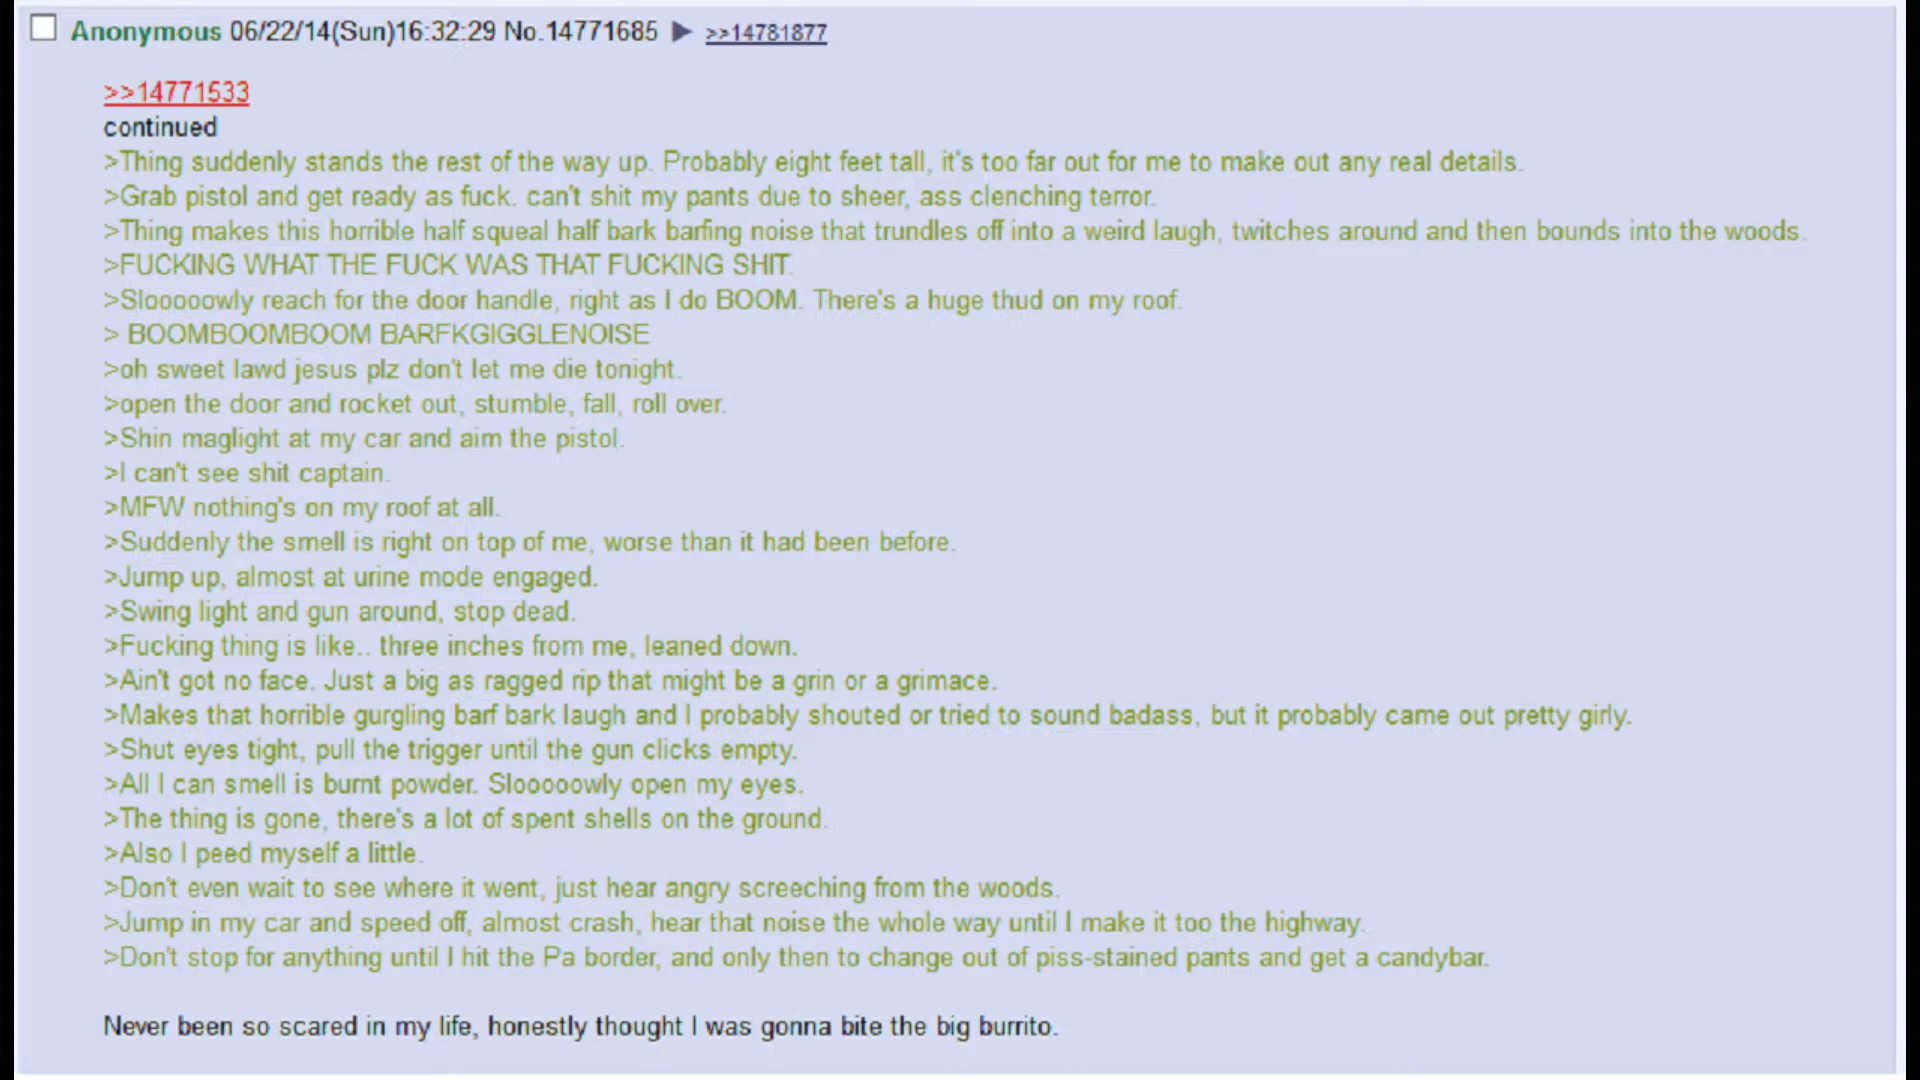 Anonymous 06/22/14(Sun)16:32:29 No.14771685 ▶ >>14781877
>>14771533
continued
>Thing suddenly stands the rest of the way up. Probably eight feet tall, it's too far out for me to make out any real details.
>Grab pistol and get ready as fuck. can't shit my pants due to sheer, ass clenching terror.
>Thing makes this horrible half squeal half bark barfing noise that trundles off into a weird laugh, twitches around and then bounds into the woods.
>FUCKING WHAT THE FUCK WAS THAT FUCKING SHIT.
>Slooooowly reach for the door handle, right as I do BOOM. There's a huge thud on my roof.
> BOOMBOOMBOOM BARFKGIGGLENOISE
>oh sweet lawd jesus plz don't let me die tonight.
>open the door and rocket out, stumble, fall, roll over.
>Shin maglight at my car and aim the pistol.
>I can't see shit captain.
>MFW nothing's on my roof at all.
>Suddenly the smell is right on top of me, worse than it had been before.
>Jump up, almost at urine mode engaged.
>Swing light and gun around, stop dead.
>Fucking thing is like.. three inches from me, leaned down.
>Ain't got no face. Just a big as ragged rip that might be a grin or a grimace.
>Makes that horrible gurgling barf bark laugh and I probably shouted or tried to sound badass, but it probably came out pretty girly.
>Shut eyes tight, pull the trigger until the gun clicks empty.
>All I can smell is burnt powder. Slooooowly open my eyes.
>The thing is gone, there's a lot of spent shells on the ground.
>Also I peed myself a little.
>Don't even wait to see where it went, just hear angry screeching from the woods.
>Jump in my car and speed off, almost crash, hear that noise the whole way until I make it too the highway.
>Don't stop for anything until I hit the Pa border, and only then to change out of piss-stained pants and get a candybar.
Never been so scared in my life, honestly thought I was gonna bite the big burrito.